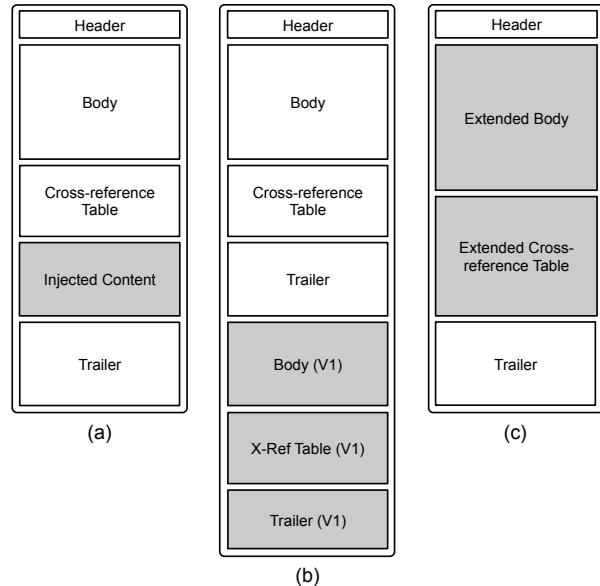 Header
Body
Cross-reference
Table
Injected Content
Trailer
(a)
Header
Body
Cross-reference
Table
Trailer
Body (V1)
X-Ref Table (V1)
Trailer (V1)
(b)
Header
Extended Body
Extended Cross-
reference Table
Trailer
(c)